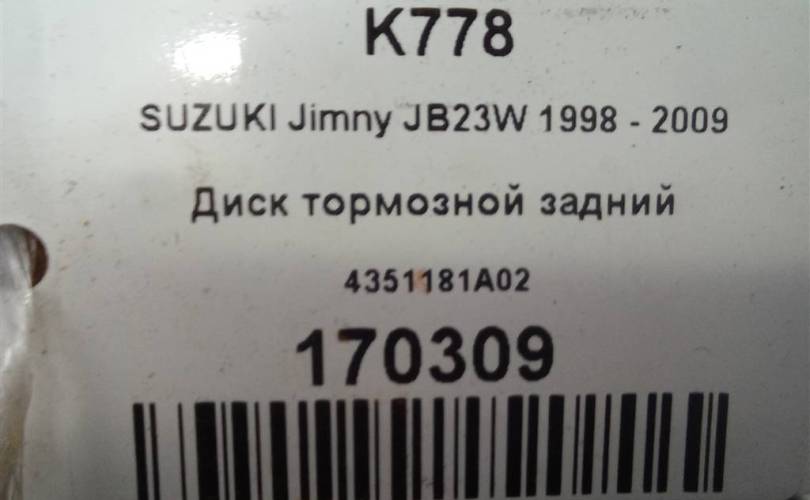 K778
SUZUKI Jimny JB23W 1998 - 2009
Диск тормозной задний
4351181A02
170309